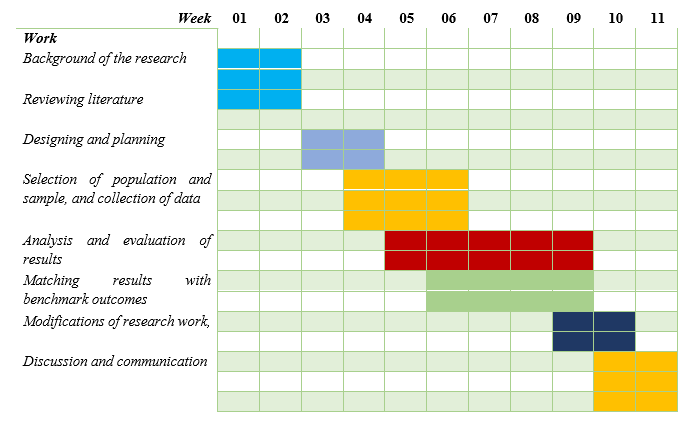 Week 01 02 03 04 05 06 07 08 09 10 11
Work
Background of the research
Reviewing literature
Designing and planning
Selection of population and
sample, and collection of data
Analysis and evaluation of
results
Matching results with
benchmark outcomes
Modifications of research work,
Discussion and communication